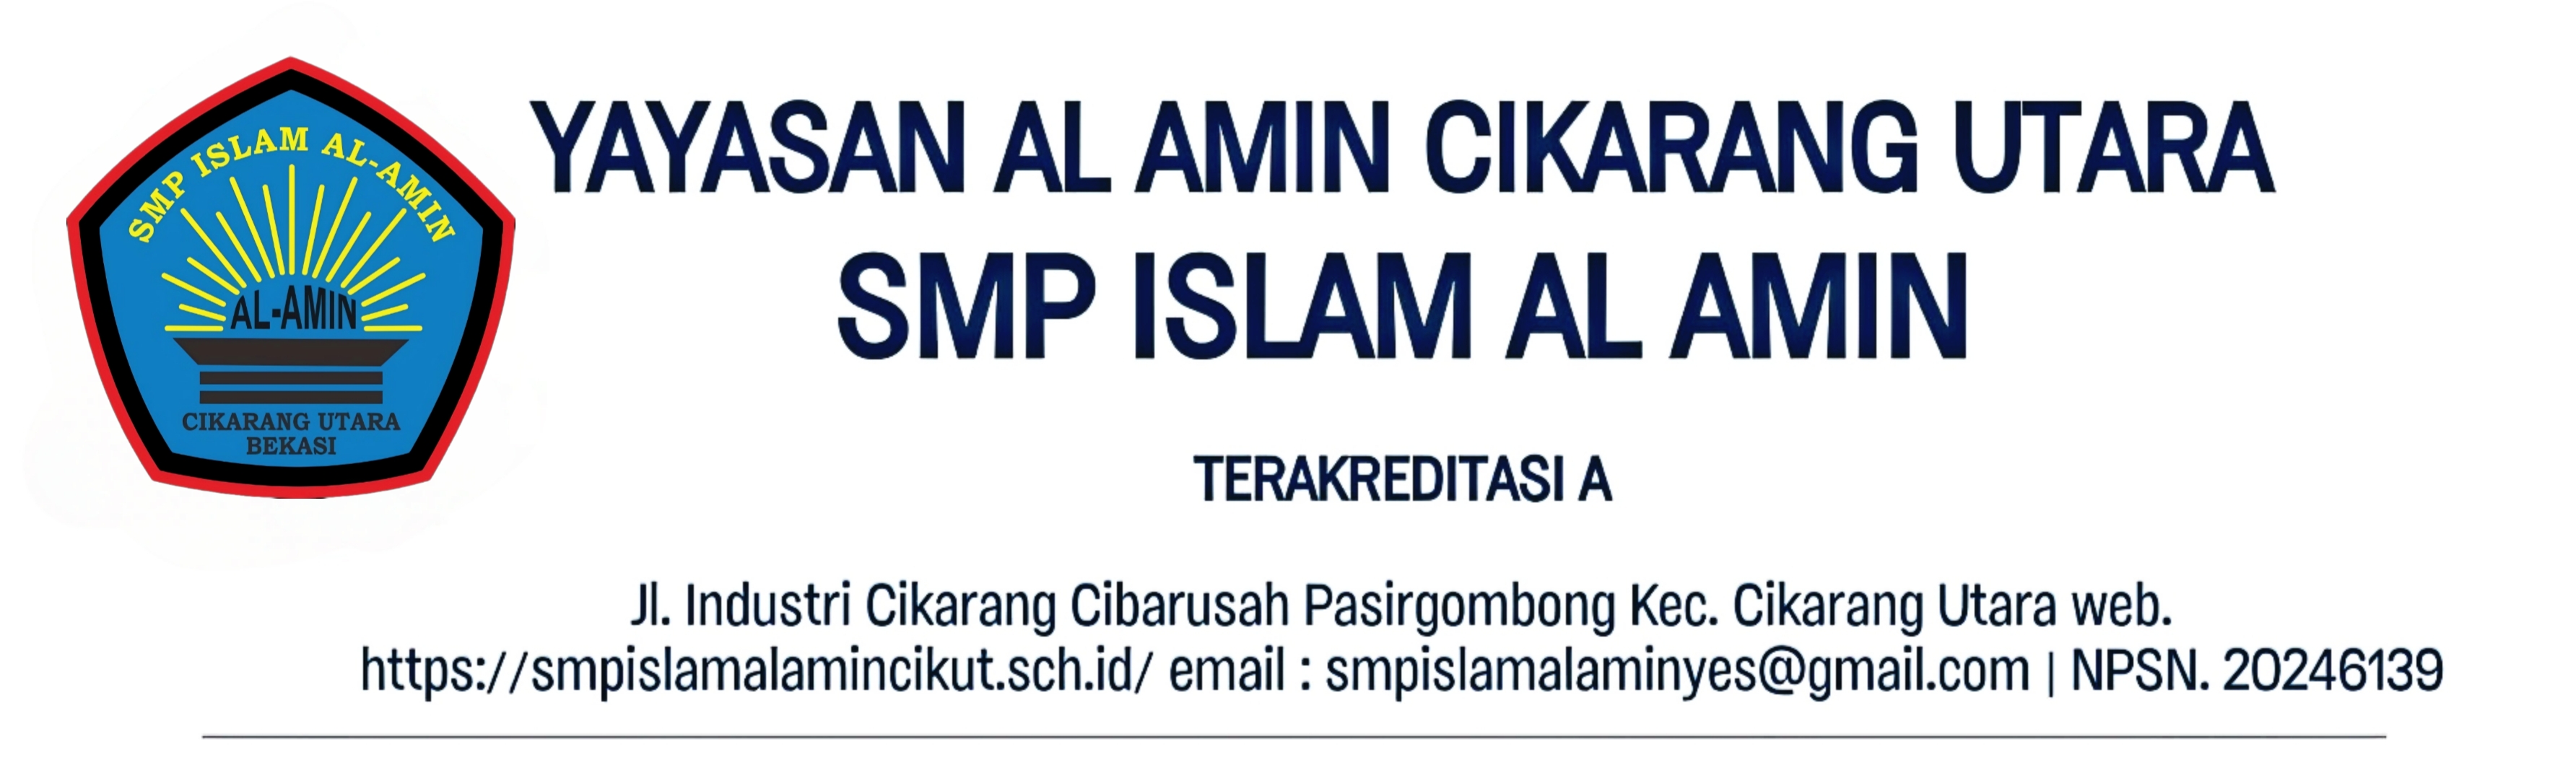 SMP ISLAM AL-AMIN
AL-AMIN
CIKARANG UTARA
BEKASI
YAYASAN AL AMIN CIKARANG UTARA
SMP ISLAM AL AMIN
TERAKREDITASI A
Jl. Industri Cikarang Cibarusah Pasirgombong Kec. Cikarang Utara web.
https://smpislamalamincikut.sch.id/ email : smpislamalaminyes@gmail.com | NPSN. 20246139